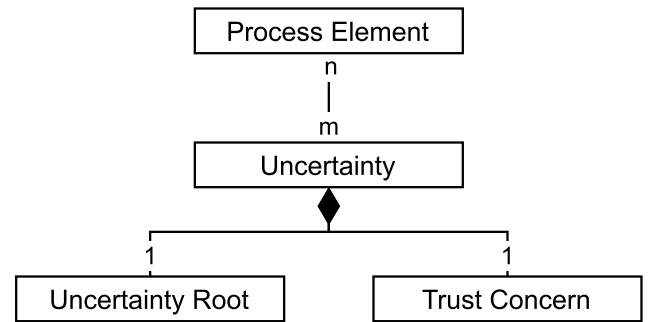 Process Element
n
m
Uncertainty
1 1
Uncertainty Root Trust Concern